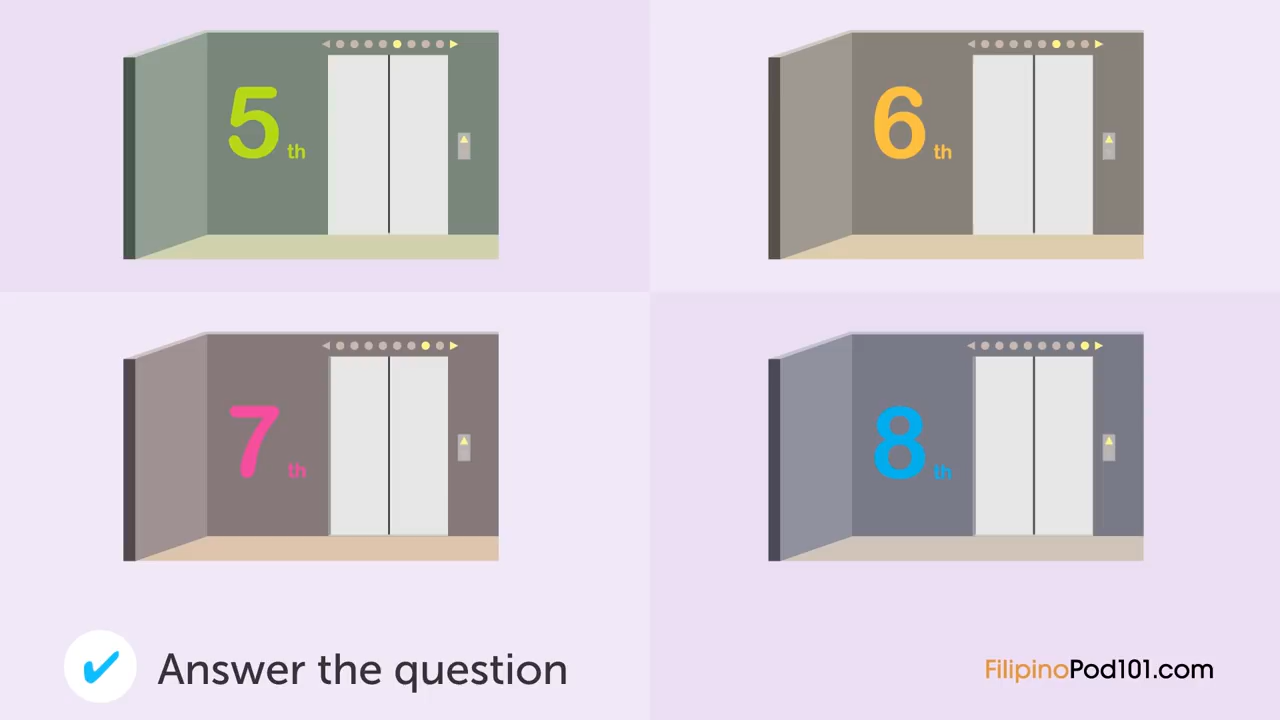 5th
6th
7th
8th
✔ Answer the question
FilipinoPod101.com